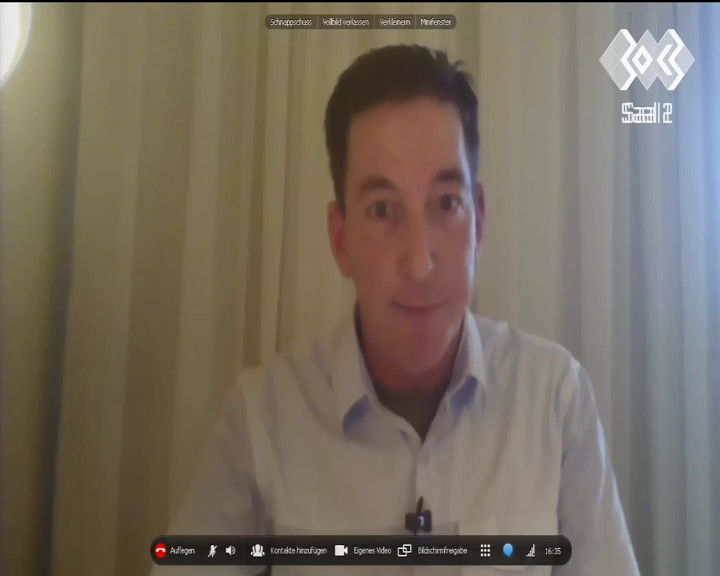 Schnappschuss Vollbild verlassen Verkleinern Minifenster
Saal 2
Auflegen Kontakte hinzufügen Eigenes Video Bildschirmfreigabe 16:35